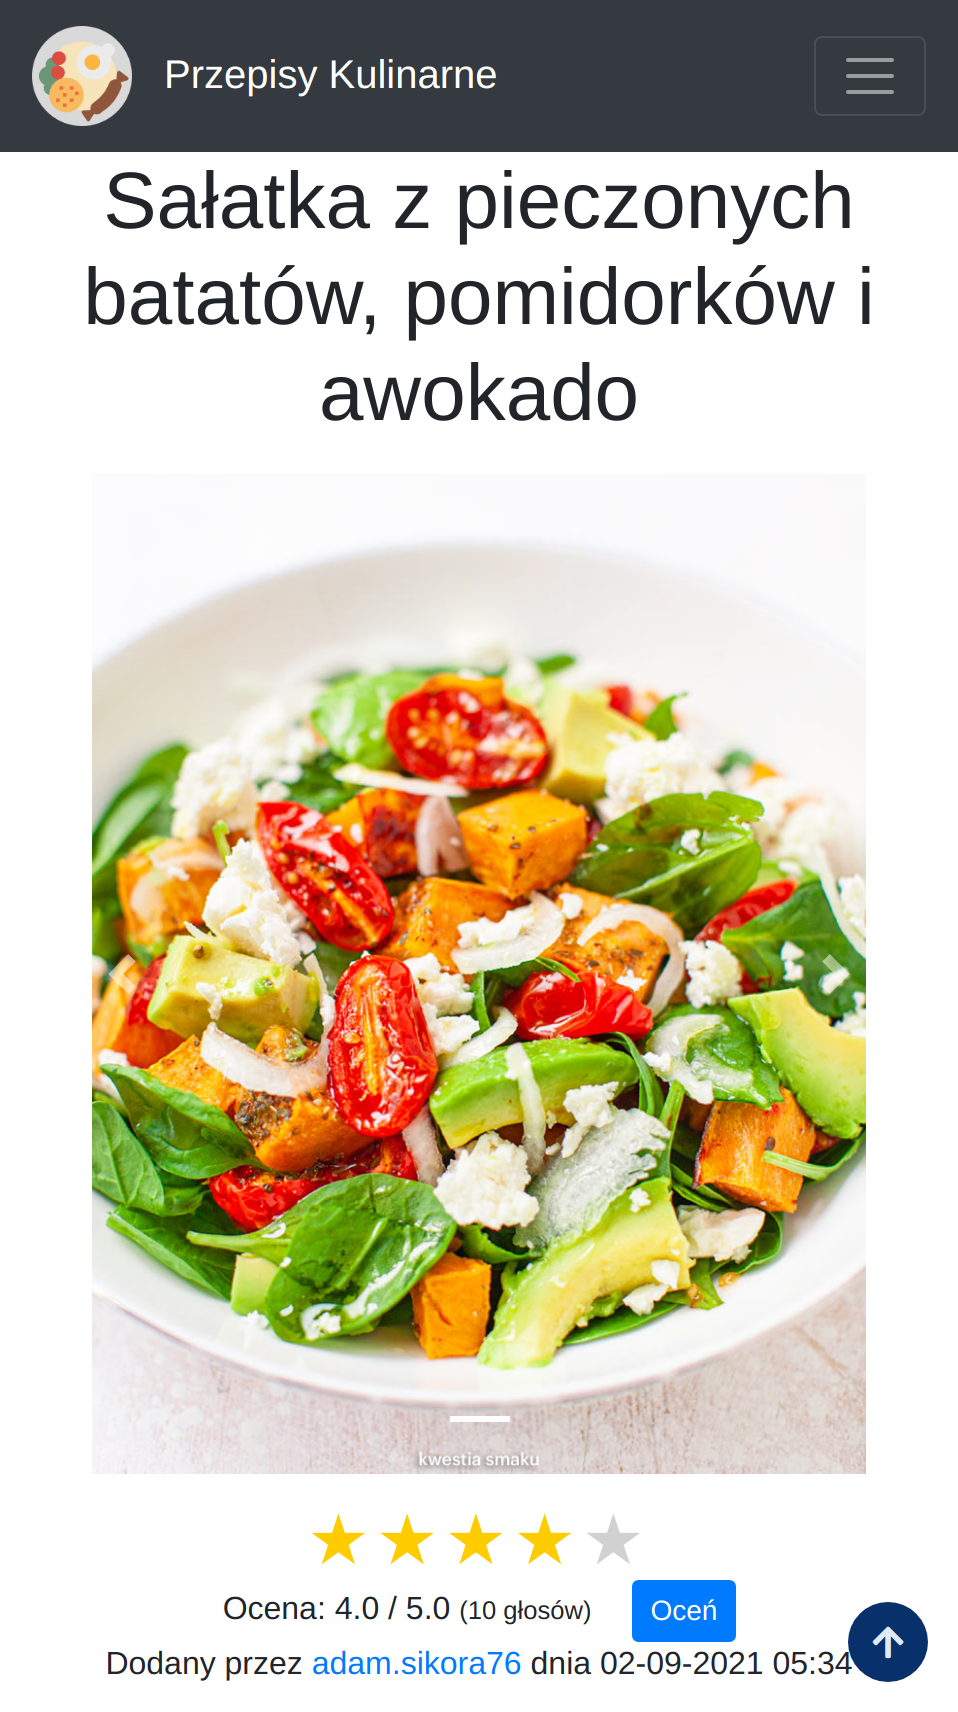 Przepisy Kulinarne
Sałatka z pieczonych
batatów, pomidorków i
awokado
kwestia smaku
Ocena: 4.0 / 5.0 (10 głosów) Oceń
Dodany przez adam.sikora76 dnia 02-09-2021 05:34